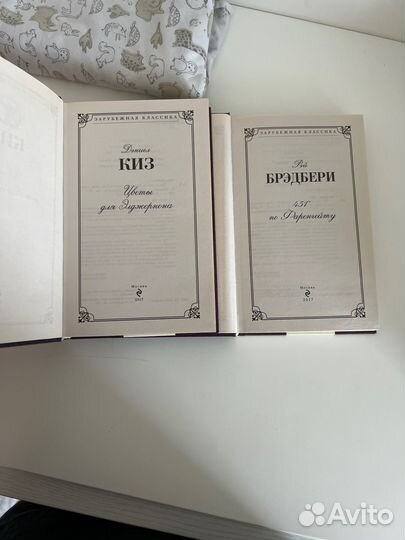 ЗАРУБЕЖНАЯ КЛАССИКА
Дэниел
КИЗ
Цветы
для Элджернона
Москва
2017
ЗАРУБЕЖНАЯ КЛАССИКА
Рэй
БРЭДБЕРИ
451°
по Фаренгейту
Москва
2017
Avito